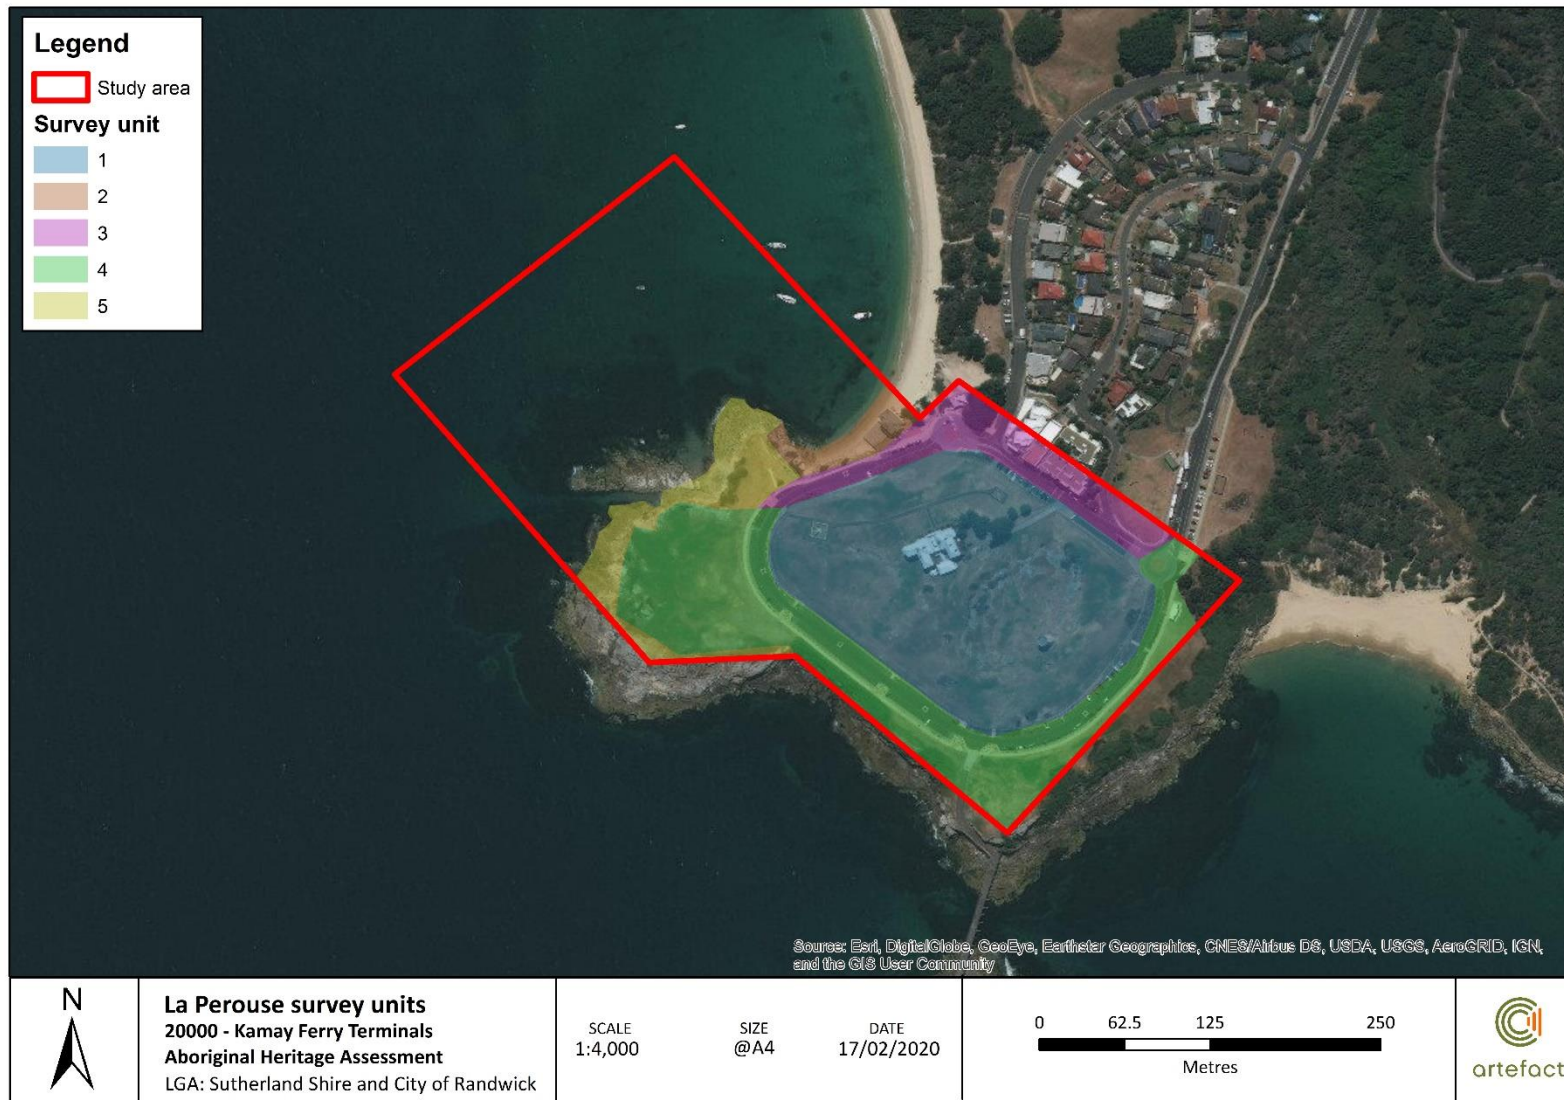 Legend
Study area
Survey unit
1
2
3
4
5
Source: Esri, DigitalGlobe, GeoEye, Earthstar Geographics, CNES/Airbus DS, USDA, USGS, AeroGRID, IGN,
and the GIS User Community
N
La Perouse survey units
20000 - Kamay Ferry Terminals
Aboriginal Heritage Assessment
LGA: Sutherland Shire and City of Randwick
SCALE
1:4,000
SIZE
@A4
DATE
17/02/2020
0 62.5 125 250
Metres
artefact